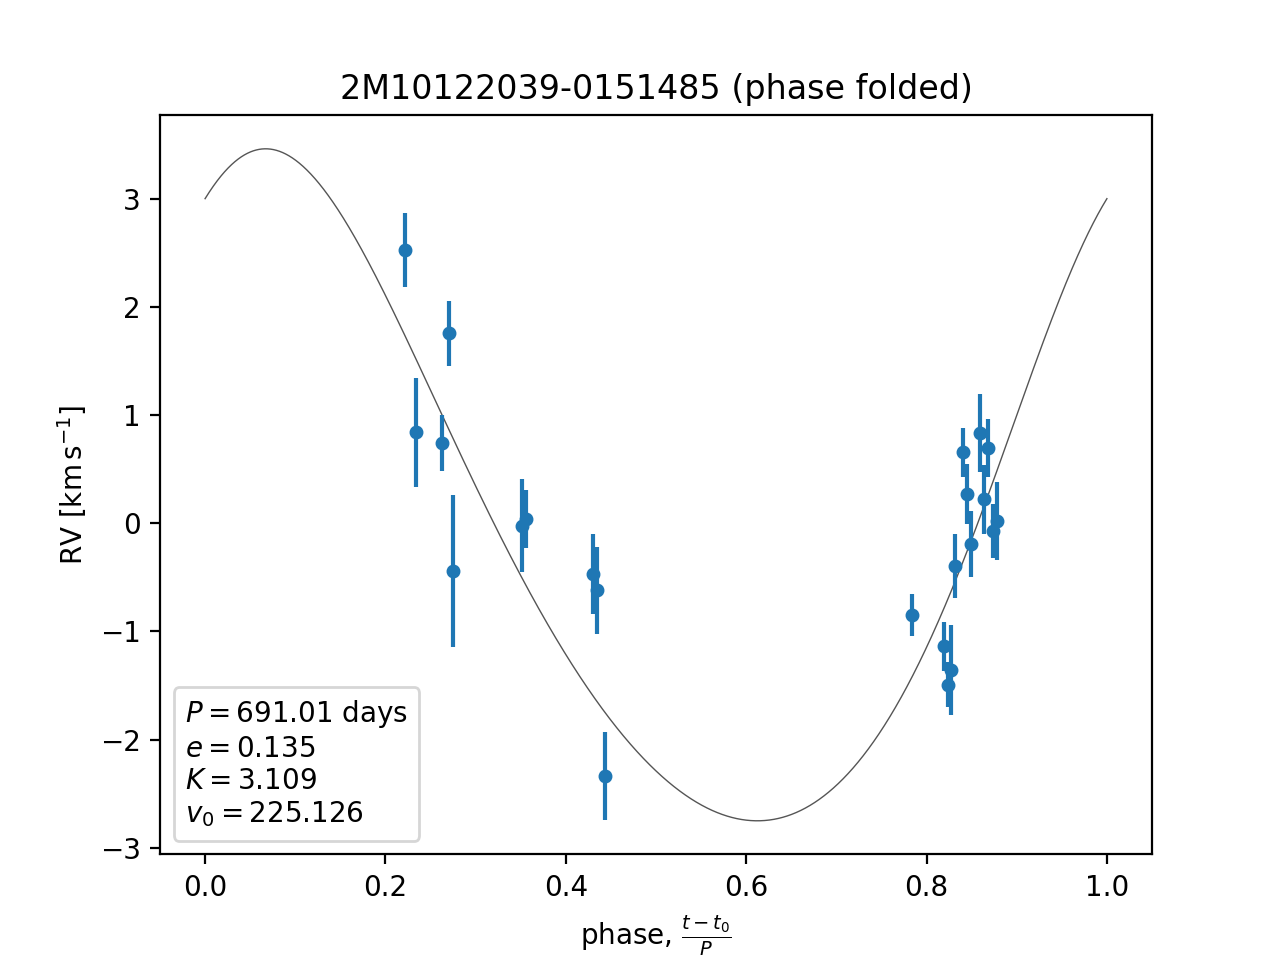 2M10122039-0151485 (phase folded)
RV [km s⁻¹]
3
2
1
0
−1
−2
−3
P = 691.01 days
e = 0.135
K = 3.109
v₀ = 225.126
0.0 0.2 0.4 0.6 0.8 1.0
phase, (t − t₀)/P